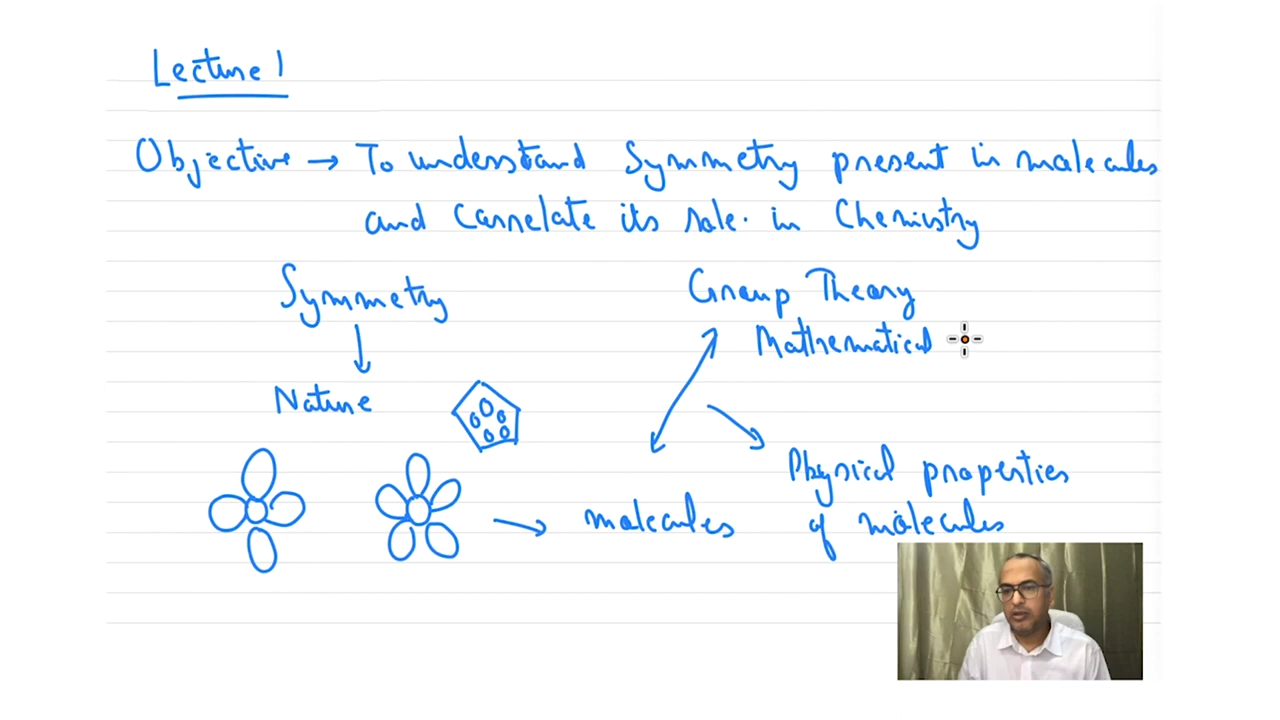 Lecture 1
Objective → To understand Symmetry present in molecules
and correlate its role. in Chemistry
Symmetry
Group Theory
Mathematical
Nature
Physical properties
of molecules
molecules